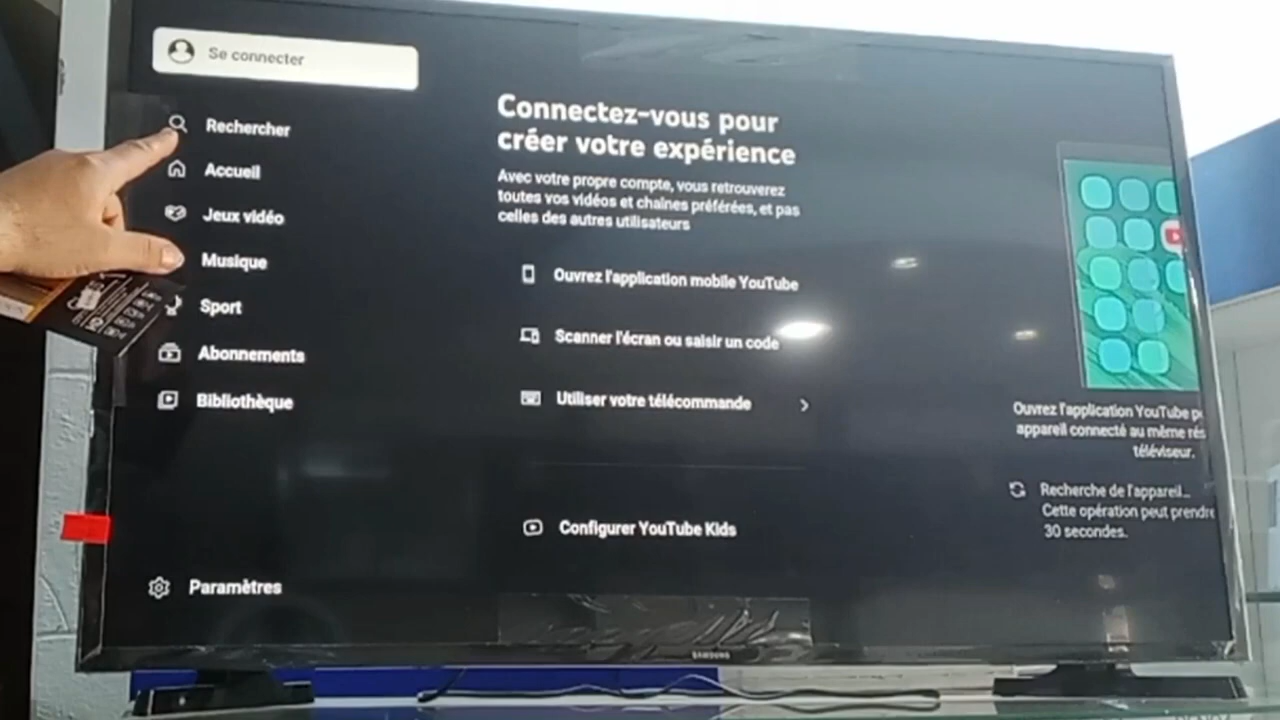 Se connecter
Rechercher
Accueil
Jeux vidéo
Musique
Sport
Abonnements
Bibliothèque
Paramètres
Connectez-vous pour
créer votre expérience
Avec votre propre compte, vous retrouverez
toutes vos vidéos et chaînes préférées, et pas
celles des autres utilisateurs
Ouvrez l'application mobile YouTube
Scanner l'écran ou saisir un code
Utiliser votre télécommande
Configurer YouTube Kids
Ouvrez l'application YouTube
appareil connecté au même
téléviseur.
Recherche de l'appareil...
Cette opération peut prendre
30 secondes.
SAMSUNG